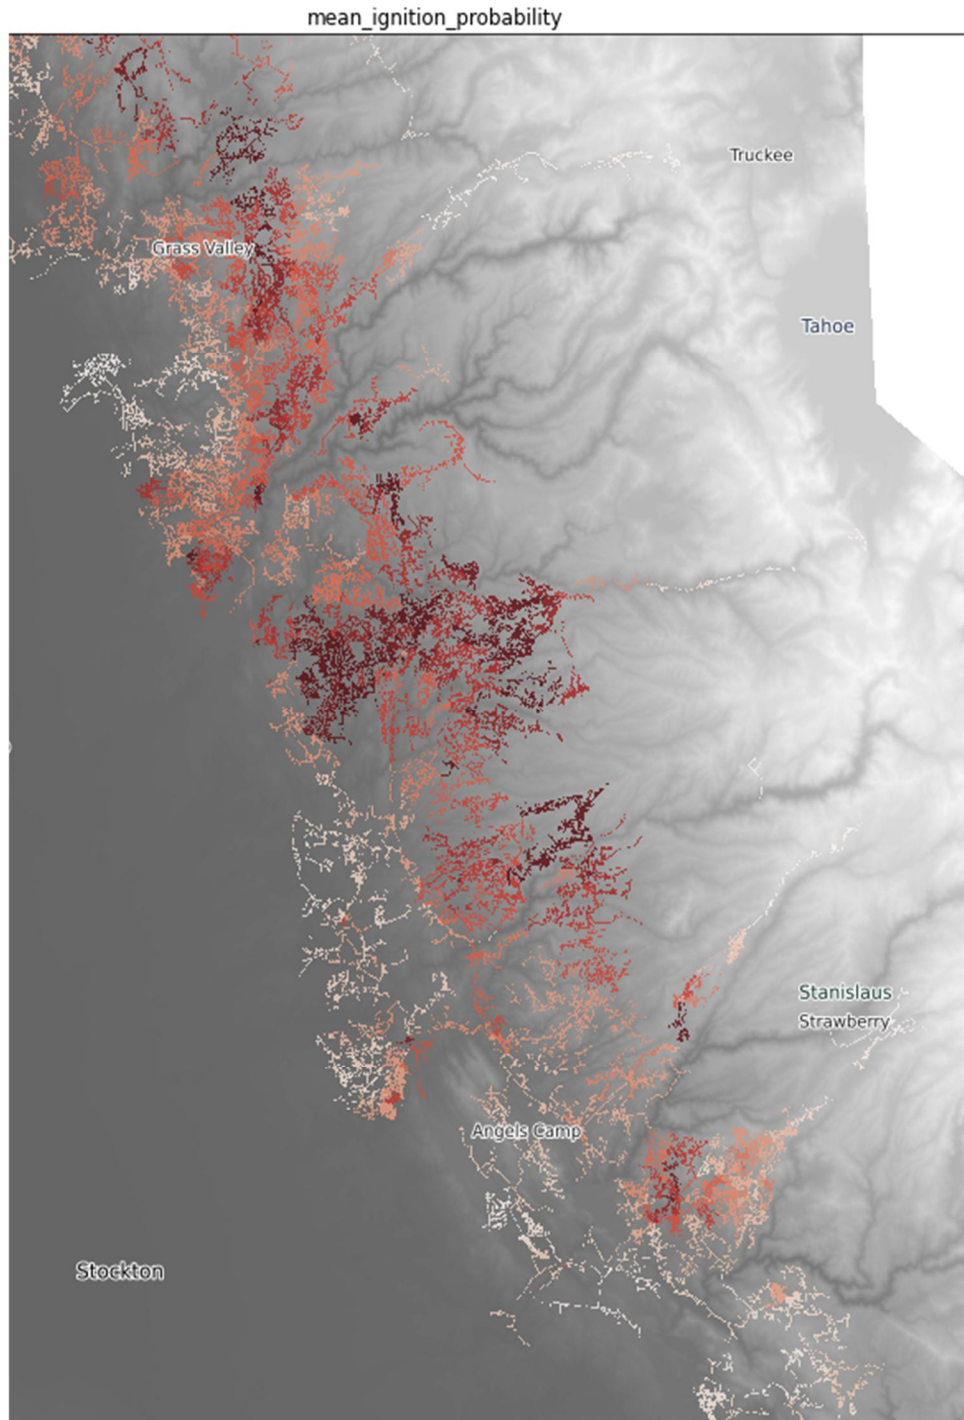 mean_ignition_probability
Truckee
Grass Valley
Tahoe
Stanislaus
Strawberry
Angels Camp
Stockton